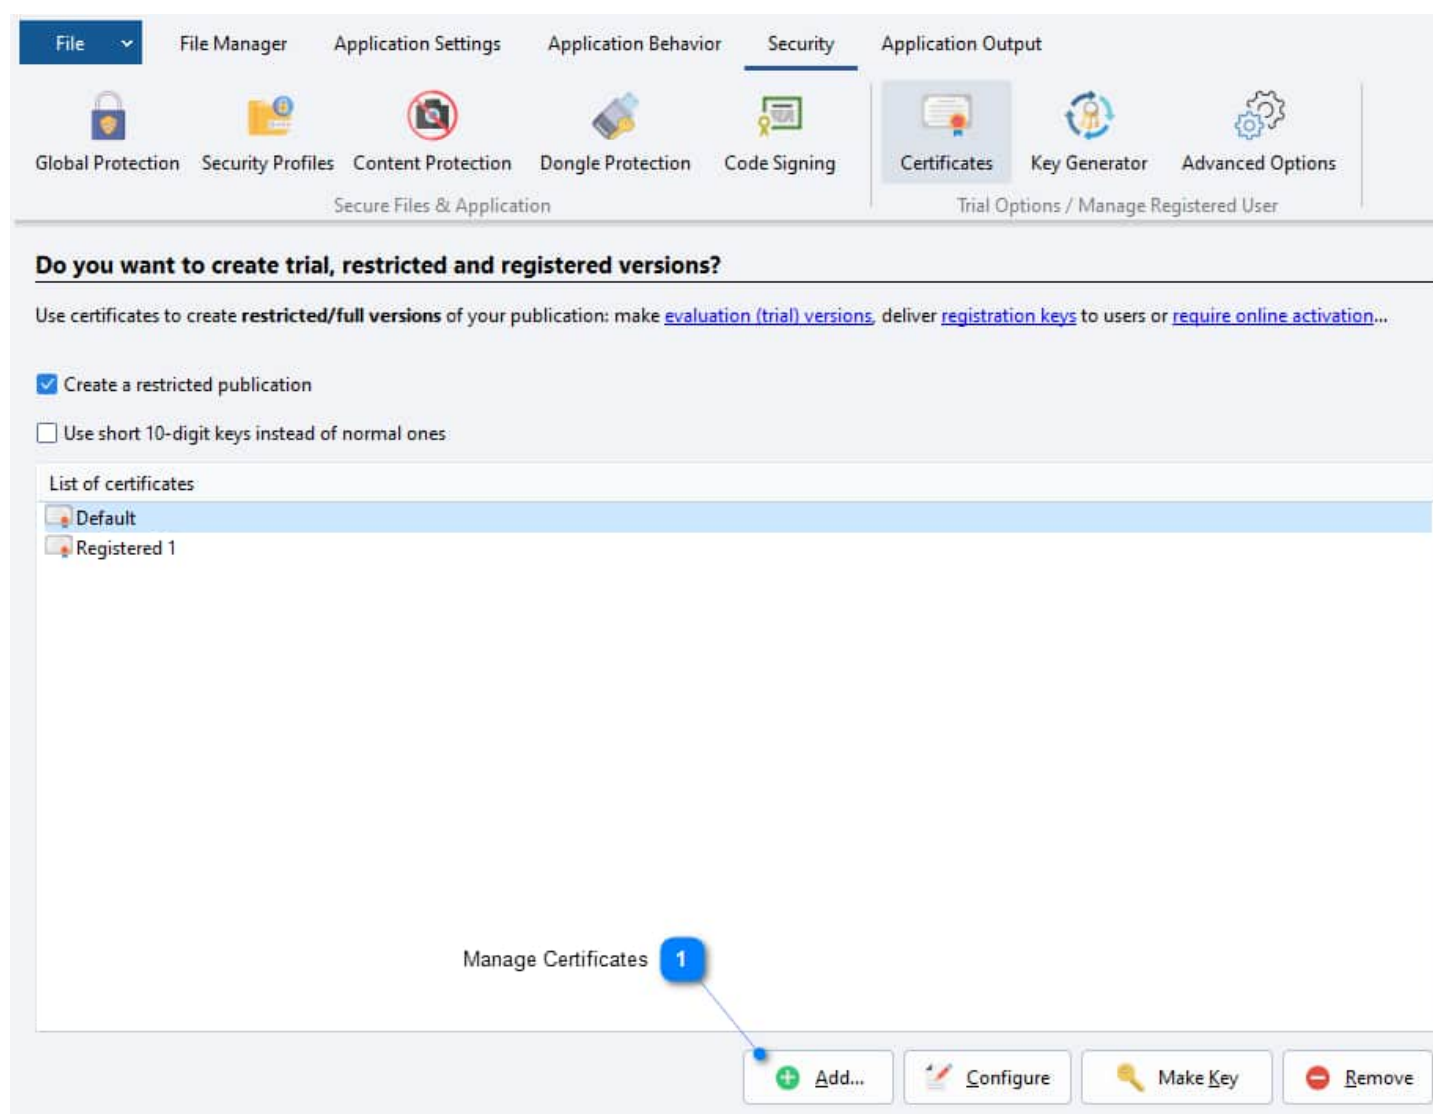 File File Manager Application Settings Application Behavior Security Application Output
Global Protection Security Profiles Content Protection Dongle Protection Code Signing Certificates Key Generator Advanced Options
Secure Files & Application Trial Options / Manage Registered User
Do you want to create trial, restricted and registered versions?
Use certificates to create restricted/full versions of your publication: make evaluation (trial) versions, deliver registration keys to users or require online activation...
Create a restricted publication
Use short 10-digit keys instead of normal ones
List of certificates
Default
Registered 1
Manage Certificates 1
Add... Configure Make Key Remove